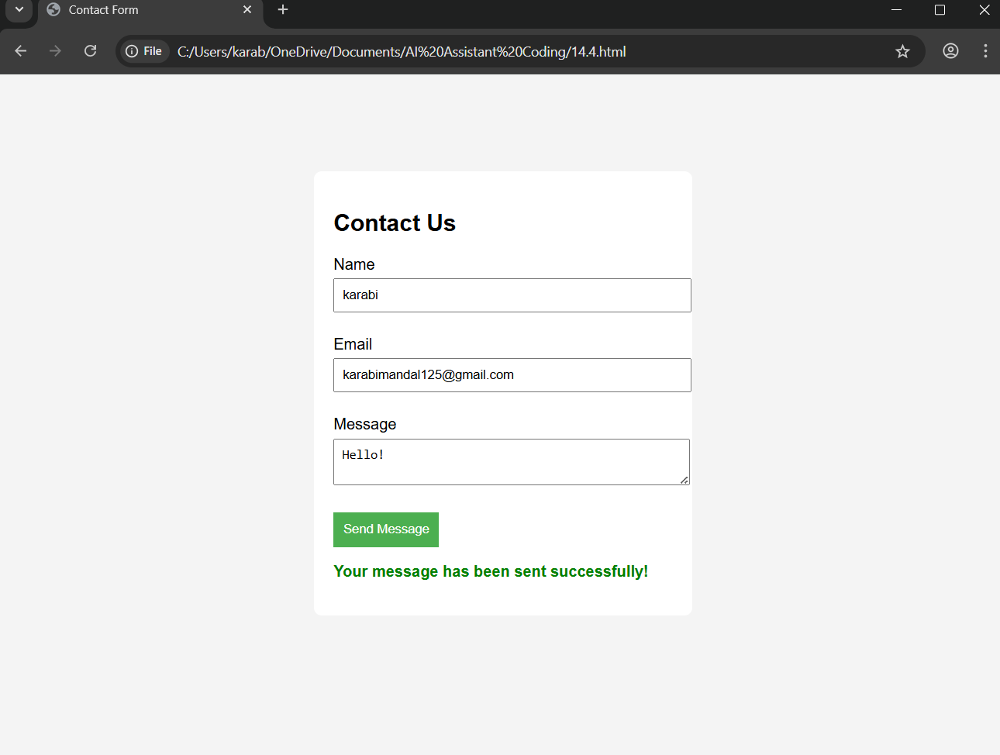 Contact Form
File
C:/Users/karab/OneDrive/Documents/AI%20Assistant%20Coding/14.4.html
Contact Us
Name
karabi
Email
karabimandal125@gmail.com
Message
Hello!
Send Message
Your message has been sent successfully!